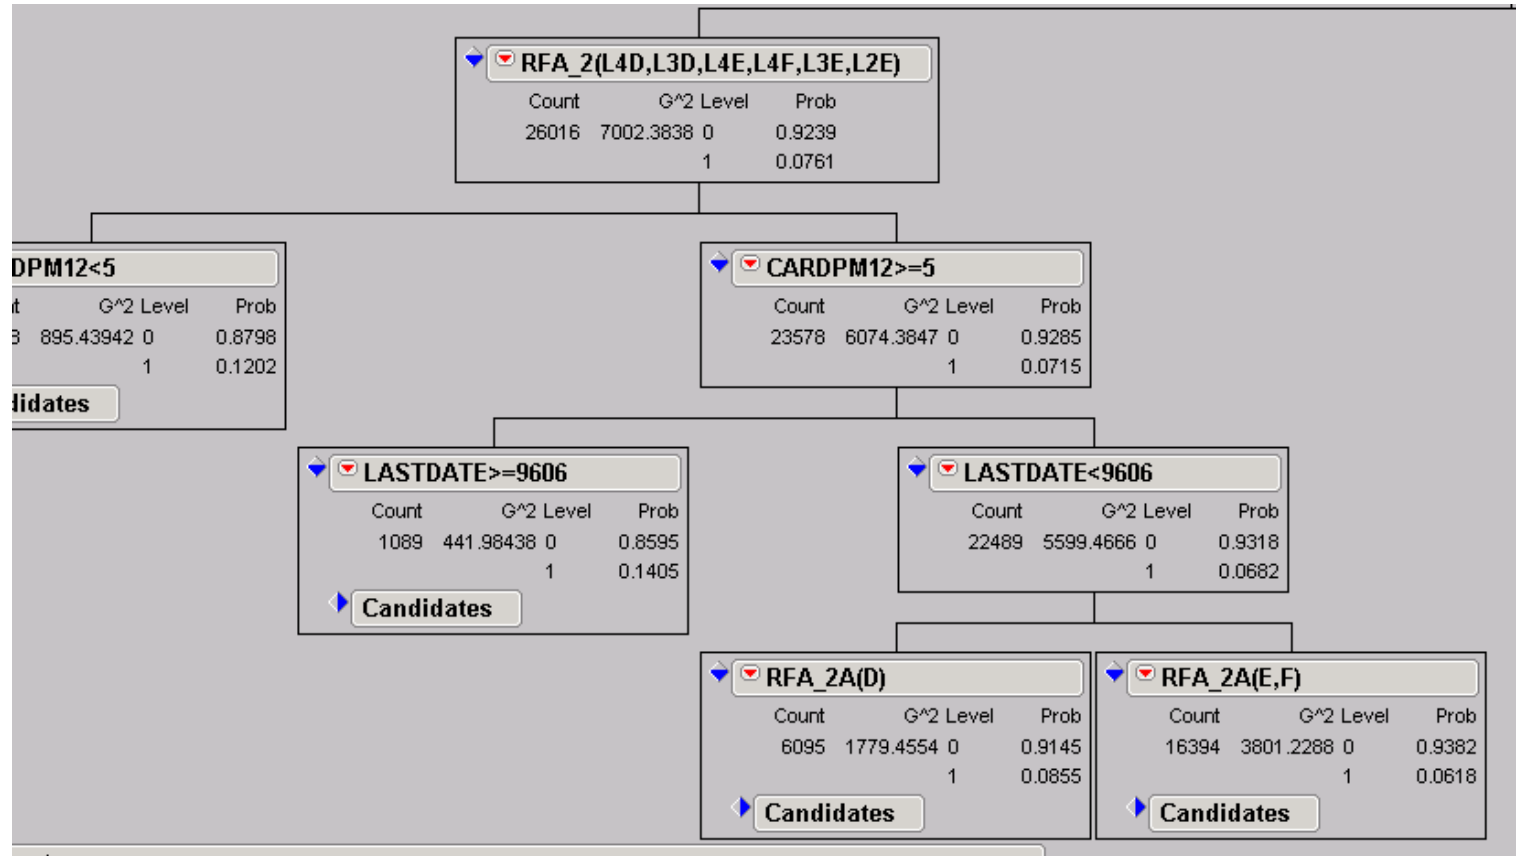 RFA_2(L4D,L3D,L4E,L4F,L3E,L2E)
Count G^2 Level Prob
26016 7002.3838 0 0.9239
1 0.0761
DPM12<5
G^2 Level Prob
895.43942 0 0.8798
1 0.1202
didates
CARDPM12>=5
Count G^2 Level Prob
23578 6074.3847 0 0.9285
1 0.0715
LASTDATE>=9606
Count G^2 Level Prob
1089 441.98438 0 0.8595
1 0.1405
Candidates
LASTDATE<9606
Count G^2 Level Prob
22489 5599.4666 0 0.9318
1 0.0682
RFA_2A(D)
Count G^2 Level Prob
6095 1779.4554 0 0.9145
1 0.0855
Candidates
RFA_2A(E,F)
Count G^2 Level Prob
16394 3801.2288 0 0.9382
1 0.0618
Candidates